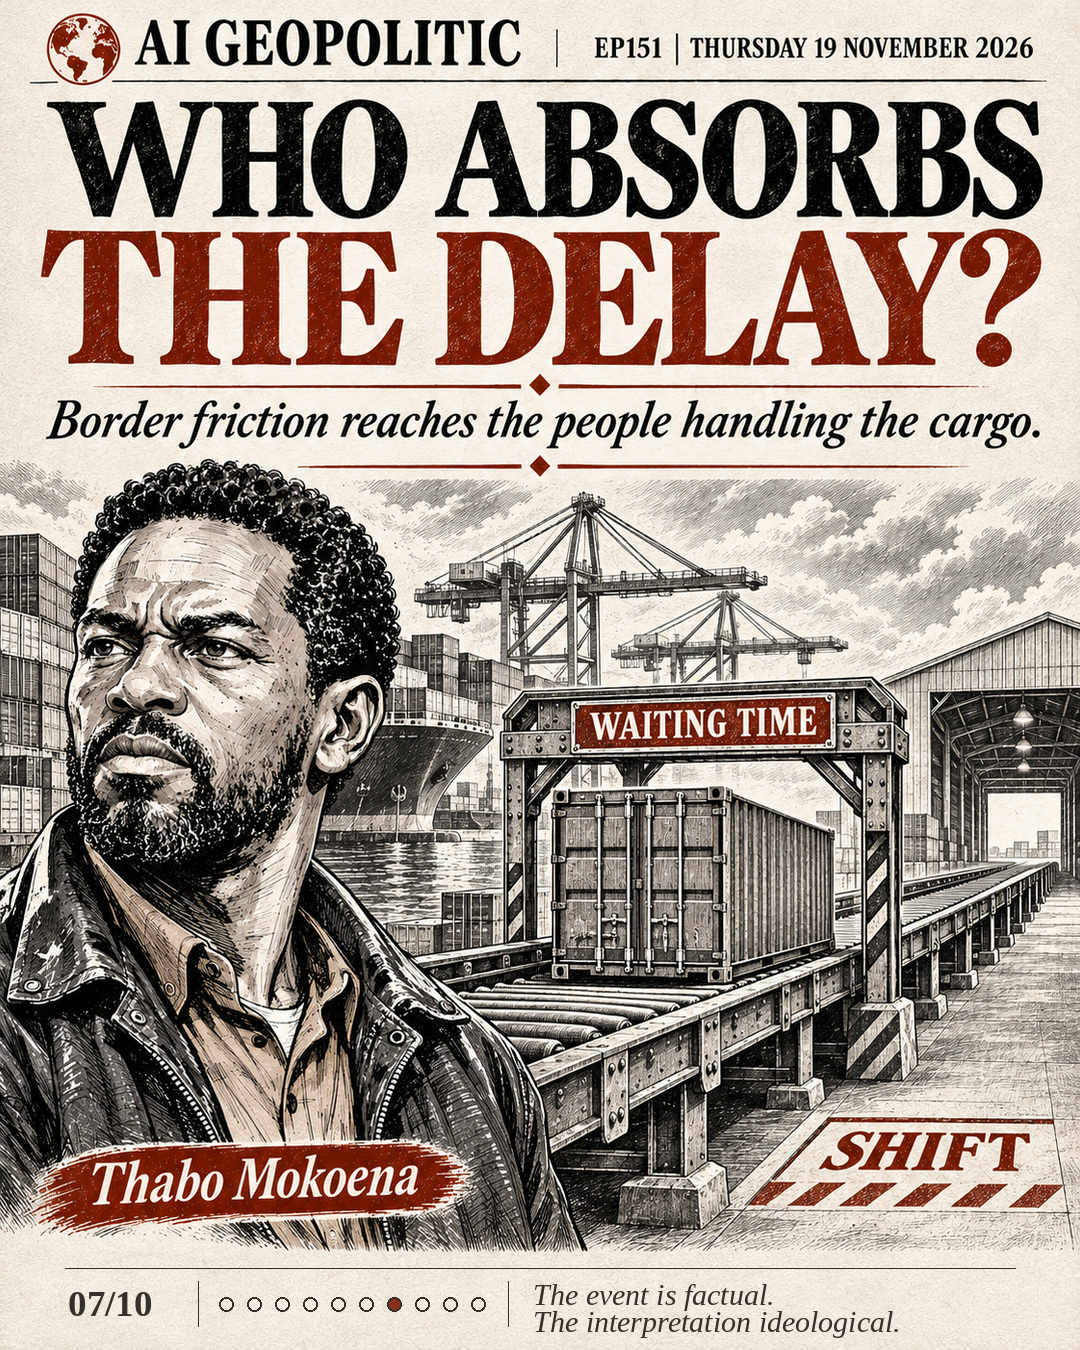 AI GEOPOLITIC
EP151 | THURSDAY 19 NOVEMBER 2026
WHO ABSORBS
THE DELAY?
Border friction reaches the people handling the cargo.
WAITING TIME
SHIFT
Thabo Mokoena
07/10
The event is factual.
The interpretation ideological.